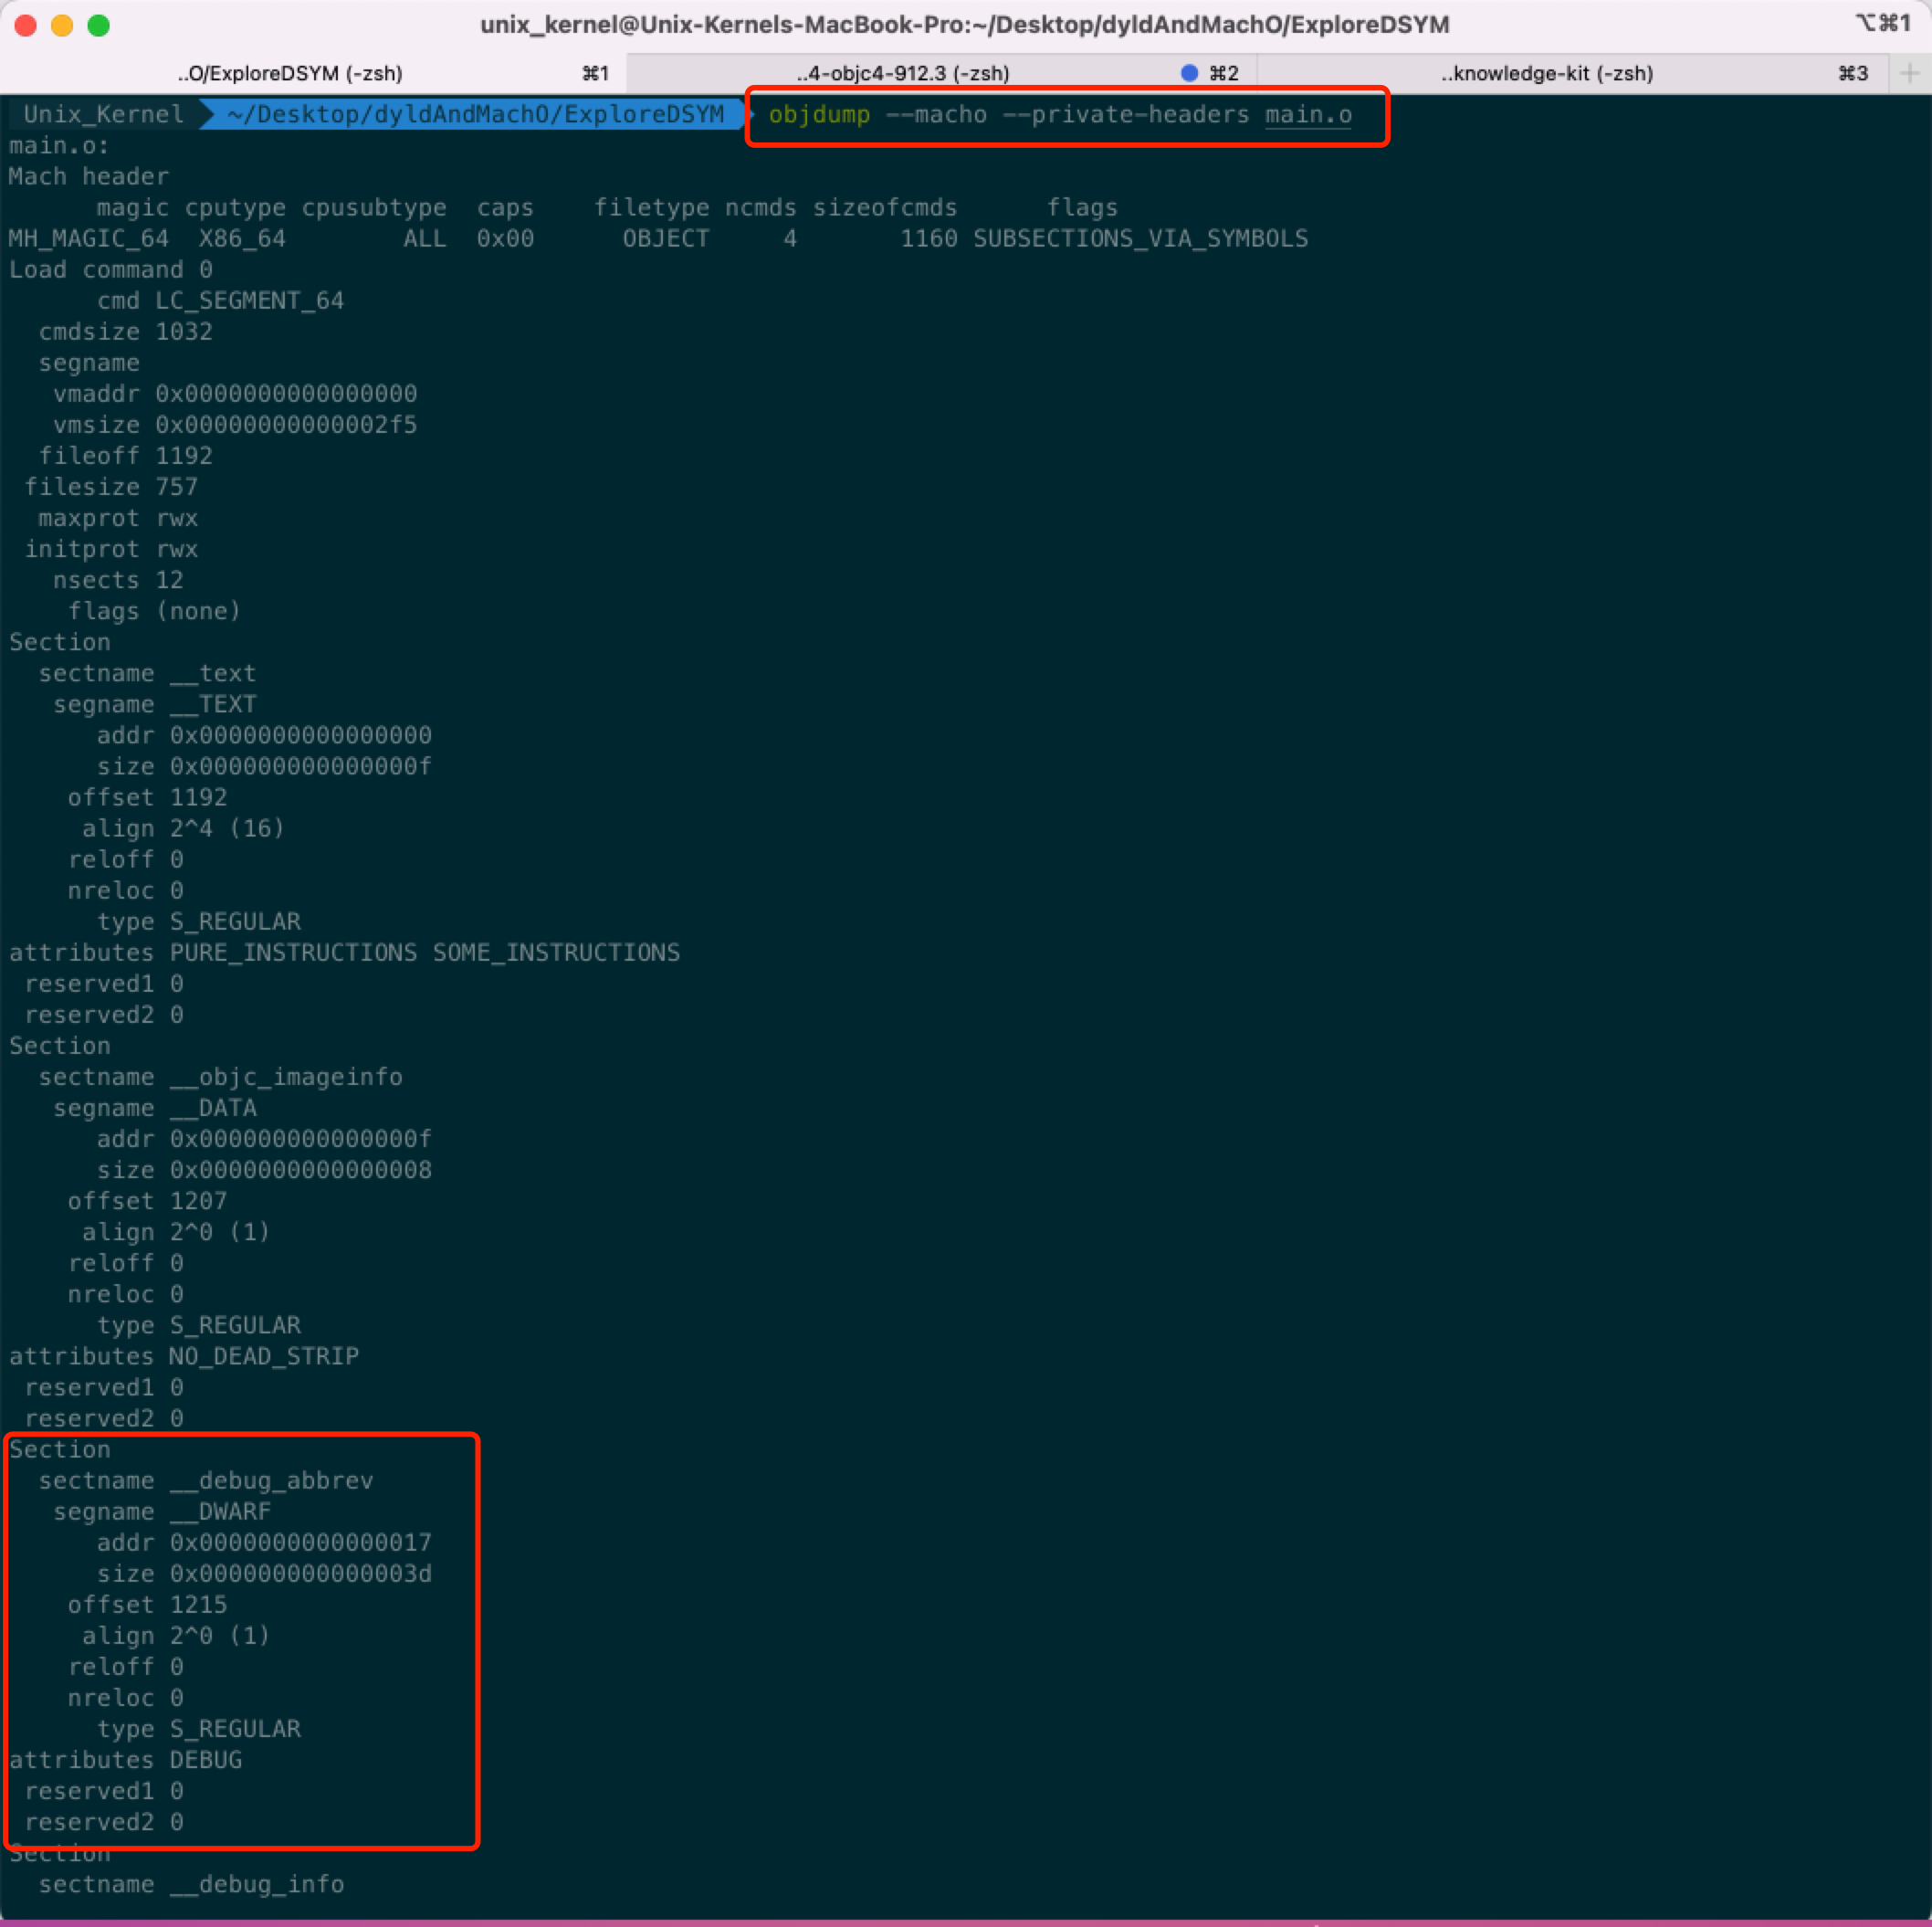 unix_kernel@Unix-Kernels-MacBook-Pro:~/Desktop/dyldAndMachO/ExploreDSYM ⌥⌘1
..O/ExploreDSYM (-zsh) ⌘1 ..4-objc4-912.3 (-zsh) ⌘2 ..knowledge-kit (-zsh) ⌘3
Unix_Kernel ~/Desktop/dyldAndMachO/ExploreDSYM objdump --macho --private-headers main.o
main.o:
Mach header
magic cputype cpusubtype caps filetype ncmds sizeofcmds flags
MH_MAGIC_64 X86_64 ALL 0x00 OBJECT 4 1160 SUBSECTIONS_VIA_SYMBOLS
Load command 0
cmd LC_SEGMENT_64
cmdsize 1032
segname
vmaddr 0x0000000000000000
vmsize 0x00000000000002f5
fileoff 1192
filesize 757
maxprot rwx
initprot rwx
nsects 12
flags (none)
Section
sectname __text
segname __TEXT
addr 0x0000000000000000
size 0x000000000000000f
offset 1192
align 2^4 (16)
reloff 0
nreloc 0
type S_REGULAR
attributes PURE_INSTRUCTIONS SOME_INSTRUCTIONS
reserved1 0
reserved2 0
Section
sectname __objc_imageinfo
segname __DATA
addr 0x000000000000000f
size 0x0000000000000008
offset 1207
align 2^0 (1)
reloff 0
nreloc 0
type S_REGULAR
attributes NO_DEAD_STRIP
reserved1 0
reserved2 0
Section
sectname __debug_abbrev
segname __DWARF
addr 0x0000000000000017
size 0x000000000000003d
offset 1215
align 2^0 (1)
reloff 0
nreloc 0
type S_REGULAR
attributes DEBUG
reserved1 0
reserved2 0
Section
sectname __debug_info